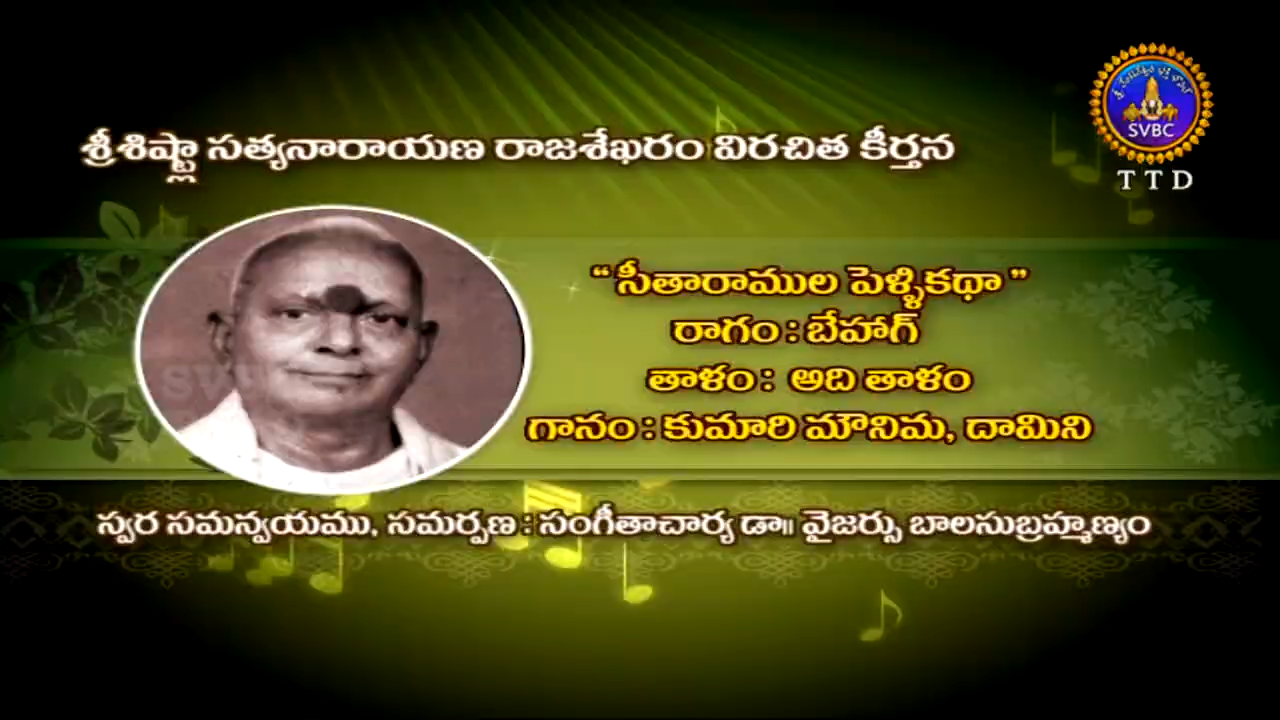 శ్రీ శిష్ట్లా సత్యనారాయణ రాజశేఖరం విరచిత కీర్తన
SVBC
TTD
“ సీతారాముల పెళ్ళికథా ”
రాగం : బేహాగ్
తాళం : అది తాళం
గానం : కుమారి మౌనిమ, దామిని
స్వర సమన్వయము, సమర్పణ : సంగీతాచార్య డా॥ వైజర్సు బాలసుబ్రహ్మణ్యం